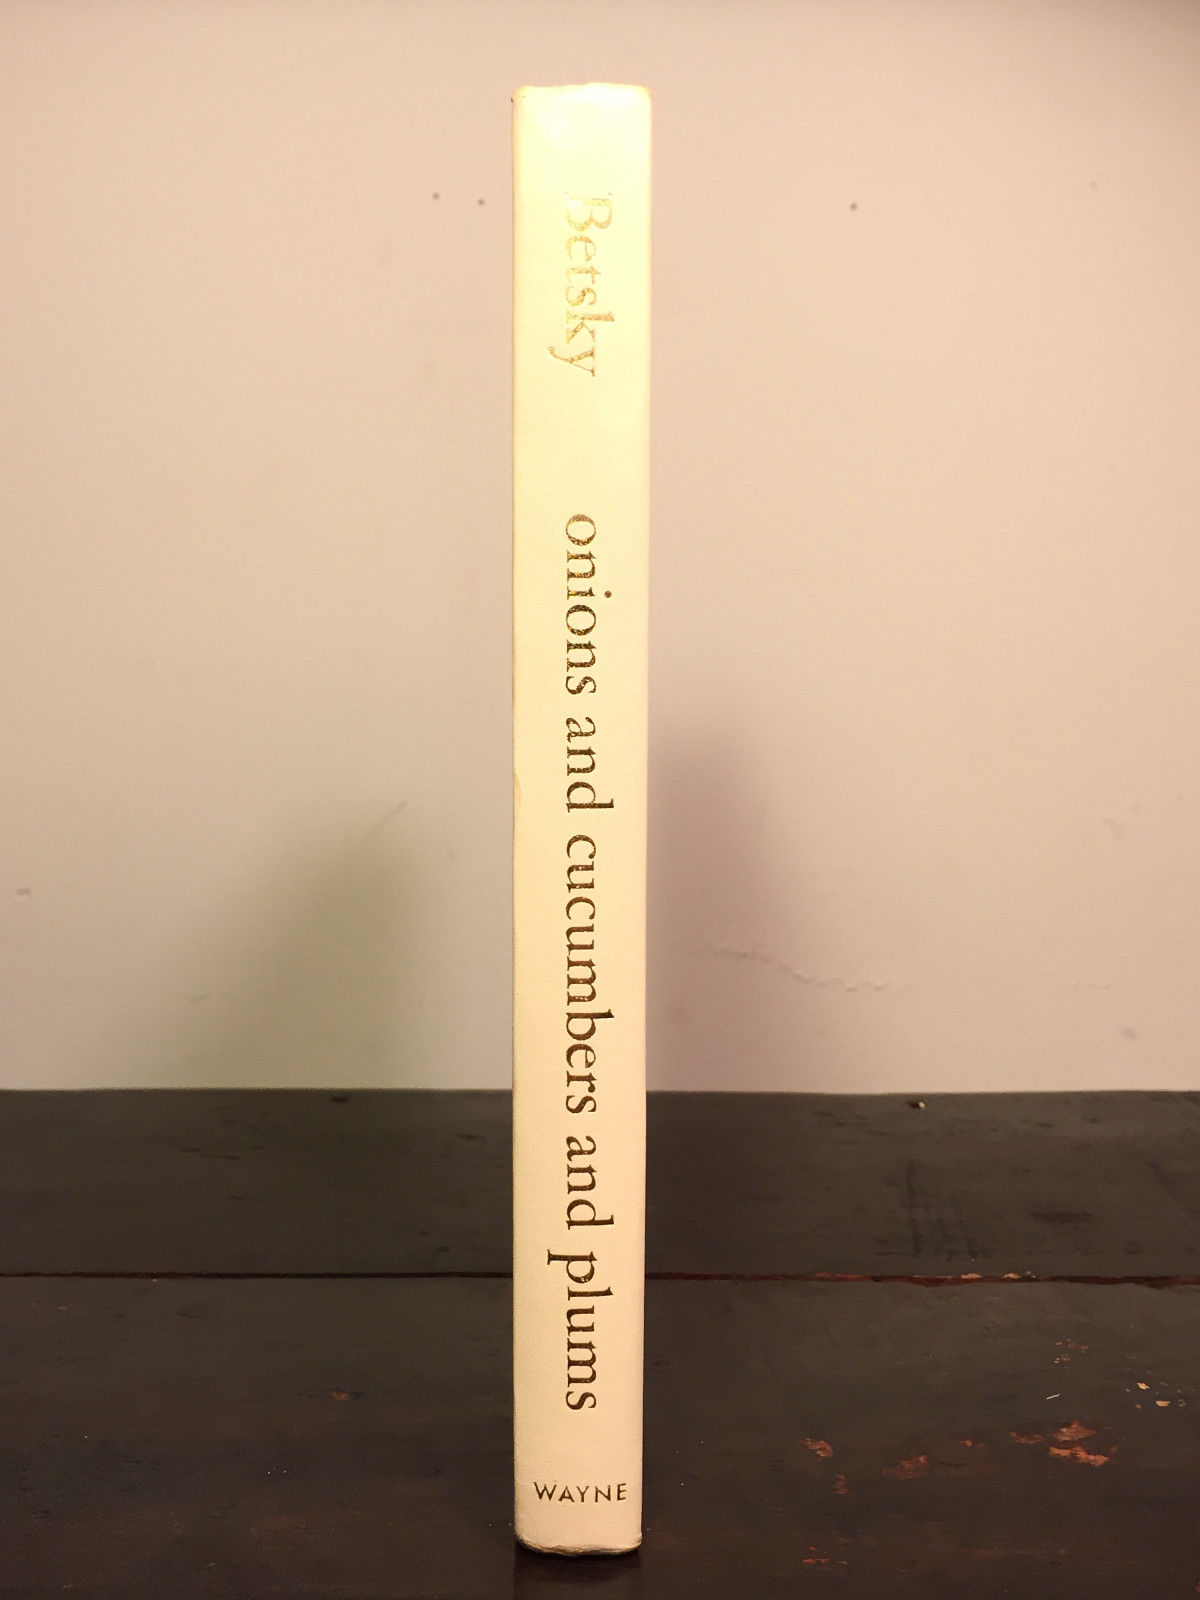 Betsky
onions and cucumbers and plums
WAYNE